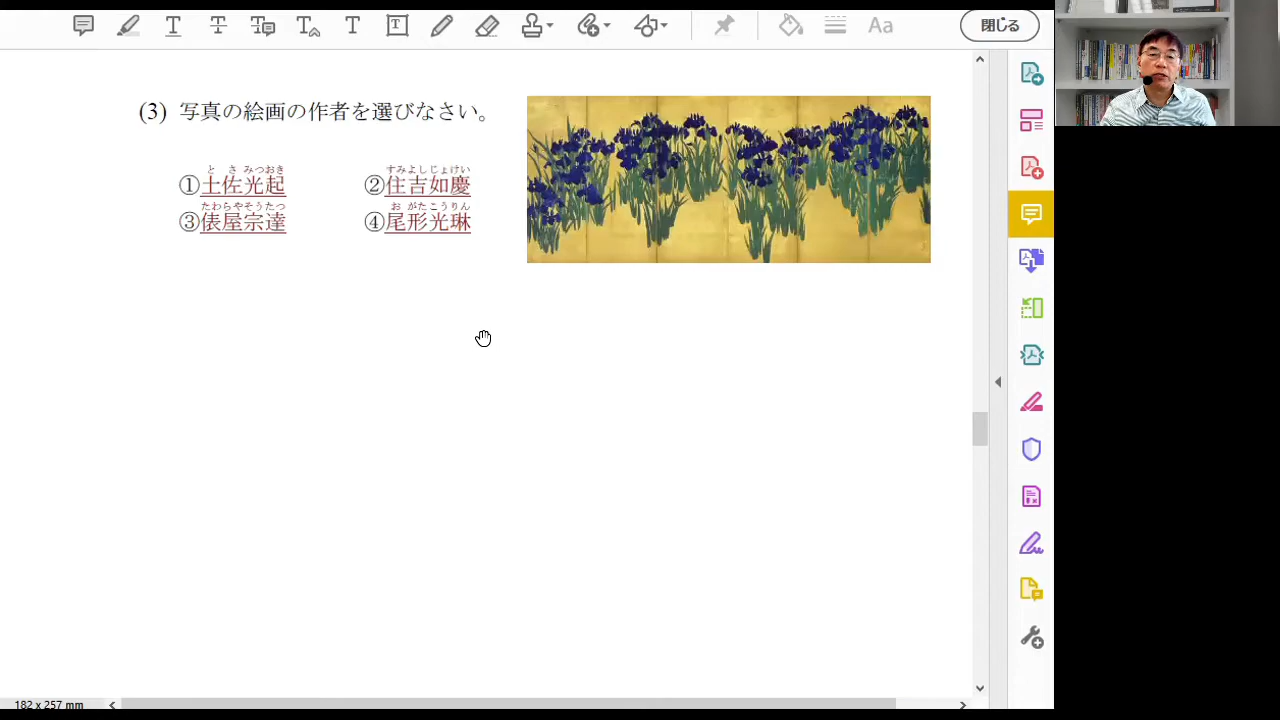 Aa
閉じる
(3) 写真の絵画の作者を選びなさい。
とさみつおき すみよしじょけい
①土佐光起 ②住吉如慶
たわらやそうたつ おがたこうりん
③俵屋宗達 ④尾形光琳
182 x 257 mm